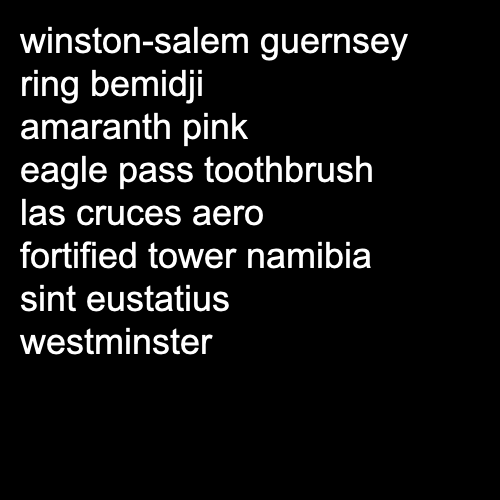 winston-salem guernsey
ring bemidji
amaranth pink
eagle pass toothbrush
las cruces aero
fortified tower namibia
sint eustatius
westminster